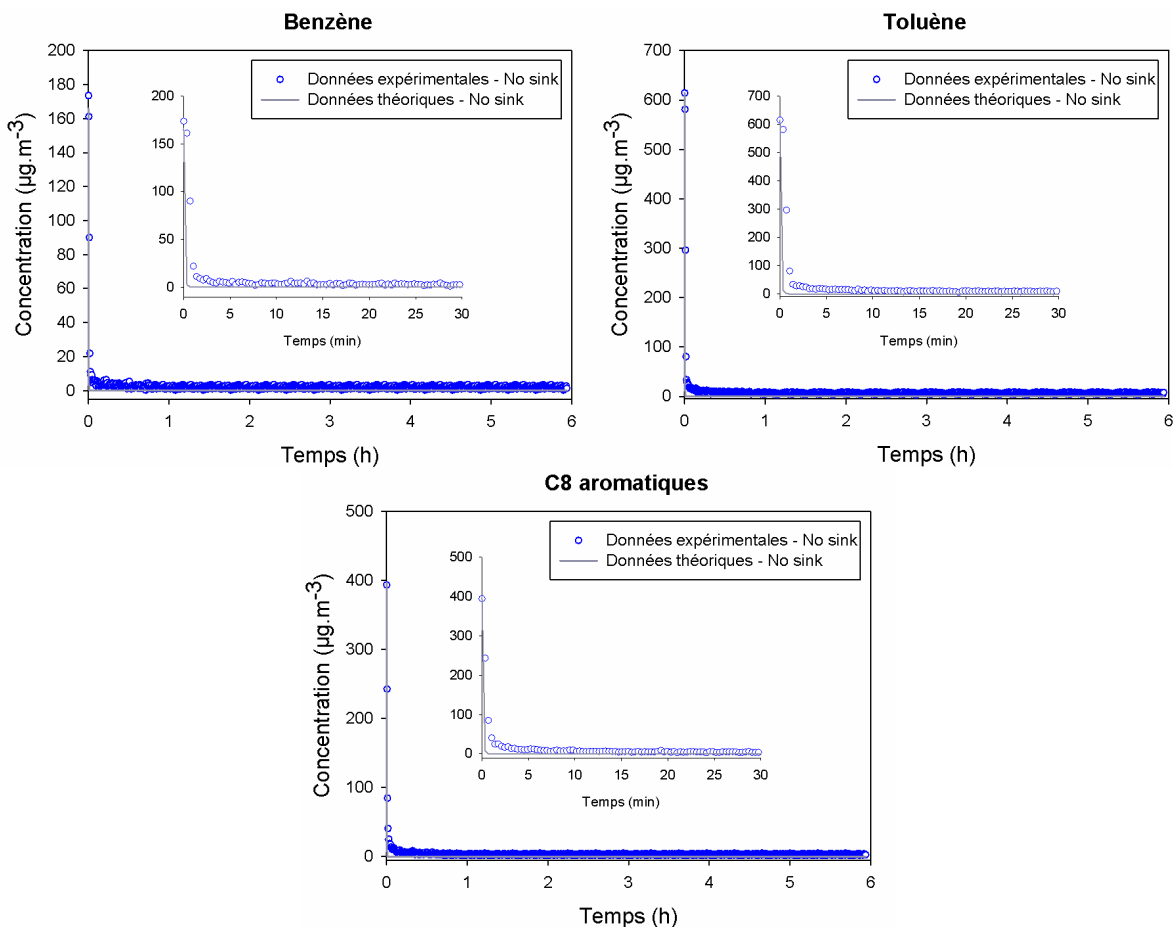 Benzène
Concentration (µg.m-3)
200
180
160
140
120
100
80
60
40
20
0
Données expérimentales - No sink
Données théoriques - No sink
200
150
100
50
0
0 5 10 15 20 25 30
Temps (min)
0 1 2 3 4 5 6
Temps (h)
Toluène
Concentration (µg.m-3)
700
600
500
400
300
200
100
0
Données expérimentales - No sink
Données théoriques - No sink
700
600
500
400
300
200
100
0
0 5 10 15 20 25 30
Temps (min)
0 1 2 3 4 5 6
Temps (h)
C8 aromatiques
Concentration (µg.m-3)
500
400
300
200
100
0
Données expérimentales - No sink
Données théoriques - No sink
500
400
300
200
100
0
0 5 10 15 20 25 30
Temps (min)
0 1 2 3 4 5 6
Temps (h)